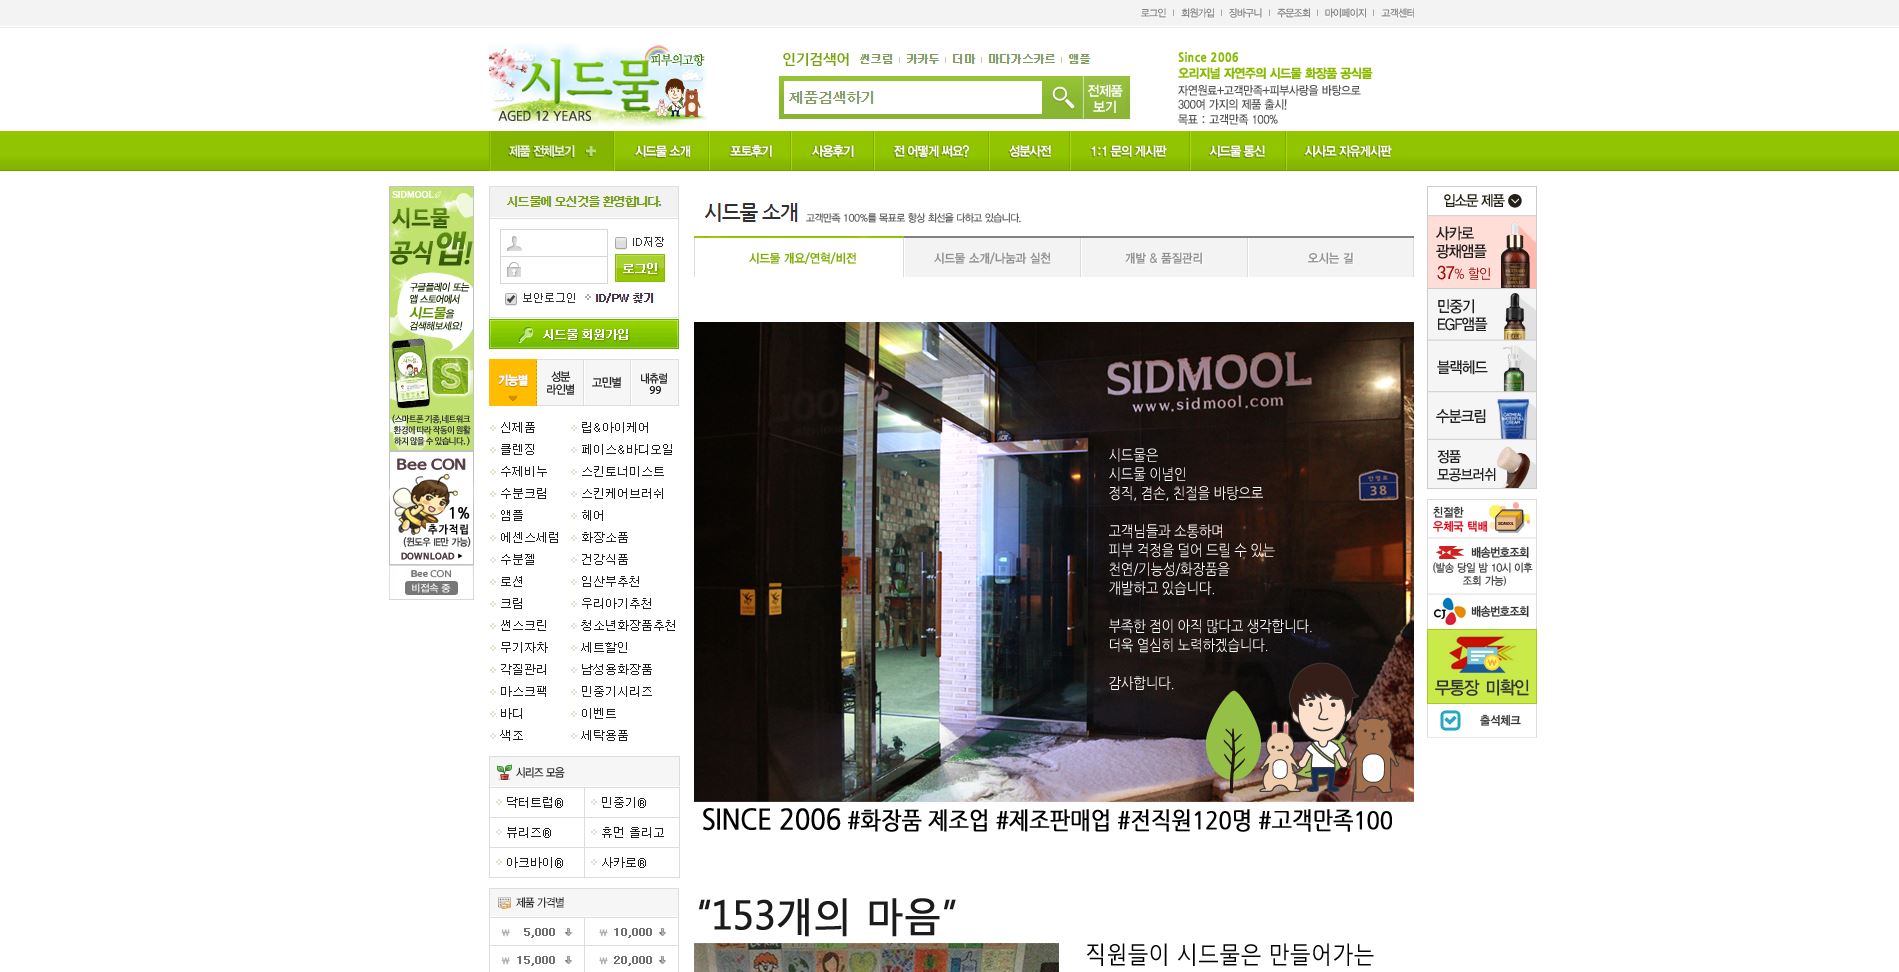 로그인 회원가입 장바구니 주문조회 마이페이지 고객센터
시드물
피부의고향
AGED 12 YEARS
인기검색어 썬크림 카카두 더마 마다가스카르 앰플
제품검색하기
전제품
보기
Since 2006
오리지널 자연주의 시드물 화장품 공식몰
자연원료+고객만족+피부사랑을 바탕으로
300여 가지의 제품 출시!
목표 : 고객만족 100%
제품 전체보기 시드물 소개 포토후기 사용후기 전 어떻게 써요? 성분사전 1:1 문의 게시판 시드물 통신 시사모 자유게시판
SIDMOOL
시드물
공식 앱!
구글플레이 또는
앱 스토어에서
시드물을
검색해보세요!
S
(스마트폰 기종,네트워크
환경에따라 작동이 원활
하지 않을 수 있습니다.)
Bee CON
1%
추가적립
(윈도우 IE만 가능)
DOWNLOAD
Bee CON
비접속 중
시드물에 오신것을 환영합니다.
ID저장
로그인
보안로그인 ID/PW 찾기
시드물 회원가입
기능별
성분
라인별
고민별
내츄럴
99
신제품 립&아이케어
클렌징 페이스&바디오일
수제비누 스킨토너미스트
수분크림 스킨케어브러쉬
앰플 헤어
에센스세럼 화장소품
수분젤 건강식품
로션 임산부추천
크림 우리아기추천
썬스크린 청소년화장품추천
무기자차 세트할인
각질관리 남성용화장품
마스크팩 민중기시리즈
바디 이벤트
색조 세탁용품
시리즈 모음
닥터트럽® 민중기®
뷰리즈® 휴먼 올리고
아크바이® 사카로®
제품 가격별
₩ 5,000 ₩ 10,000
₩ 15,000 ₩ 20,000
시드물 소개 고객만족 100%를 목표로 항상 최선을 다하고 있습니다.
시드물 개요/연혁/비전 시드물 소개/나눔과 실천 개발 & 품질관리 오시는 길
SIDMOOL
www.sidmool.com
시드물은
시드물 이념인
정직, 겸손, 친절을 바탕으로
고객님들과 소통하며
피부 걱정을 덜어 드릴 수 있는
천연/기능성/화장품을
개발하고 있습니다.
부족한 점이 아직 많다고 생각합니다.
더욱 열심히 노력하겠습니다.
감사합니다.
38
SINCE 2006 #화장품 제조업 #제조판매업 #전직원120명 #고객만족100
"153개의 마음"
직원들이 시드물은 만들어가는
입소문 제품
사카로
광채앰플
37% 할인
민중기
EGF앰플
블랙헤드
수분크림
정품
모공브러쉬
친절한
우체국 택배
배송번호조회
(발송 당일 밤 10시 이후
조회 가능)
CJ 배송번호조회
무통장 미확인
출석체크